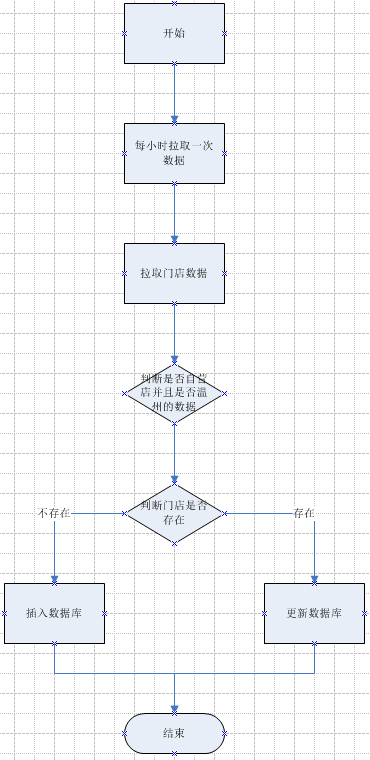 开始
每小时拉取一次
数据
拉取门店数据
判断是否自营
店并且是否温
州的数据
判断门店是否
存在
不存在
存在
插入数据库
更新数据库
结束